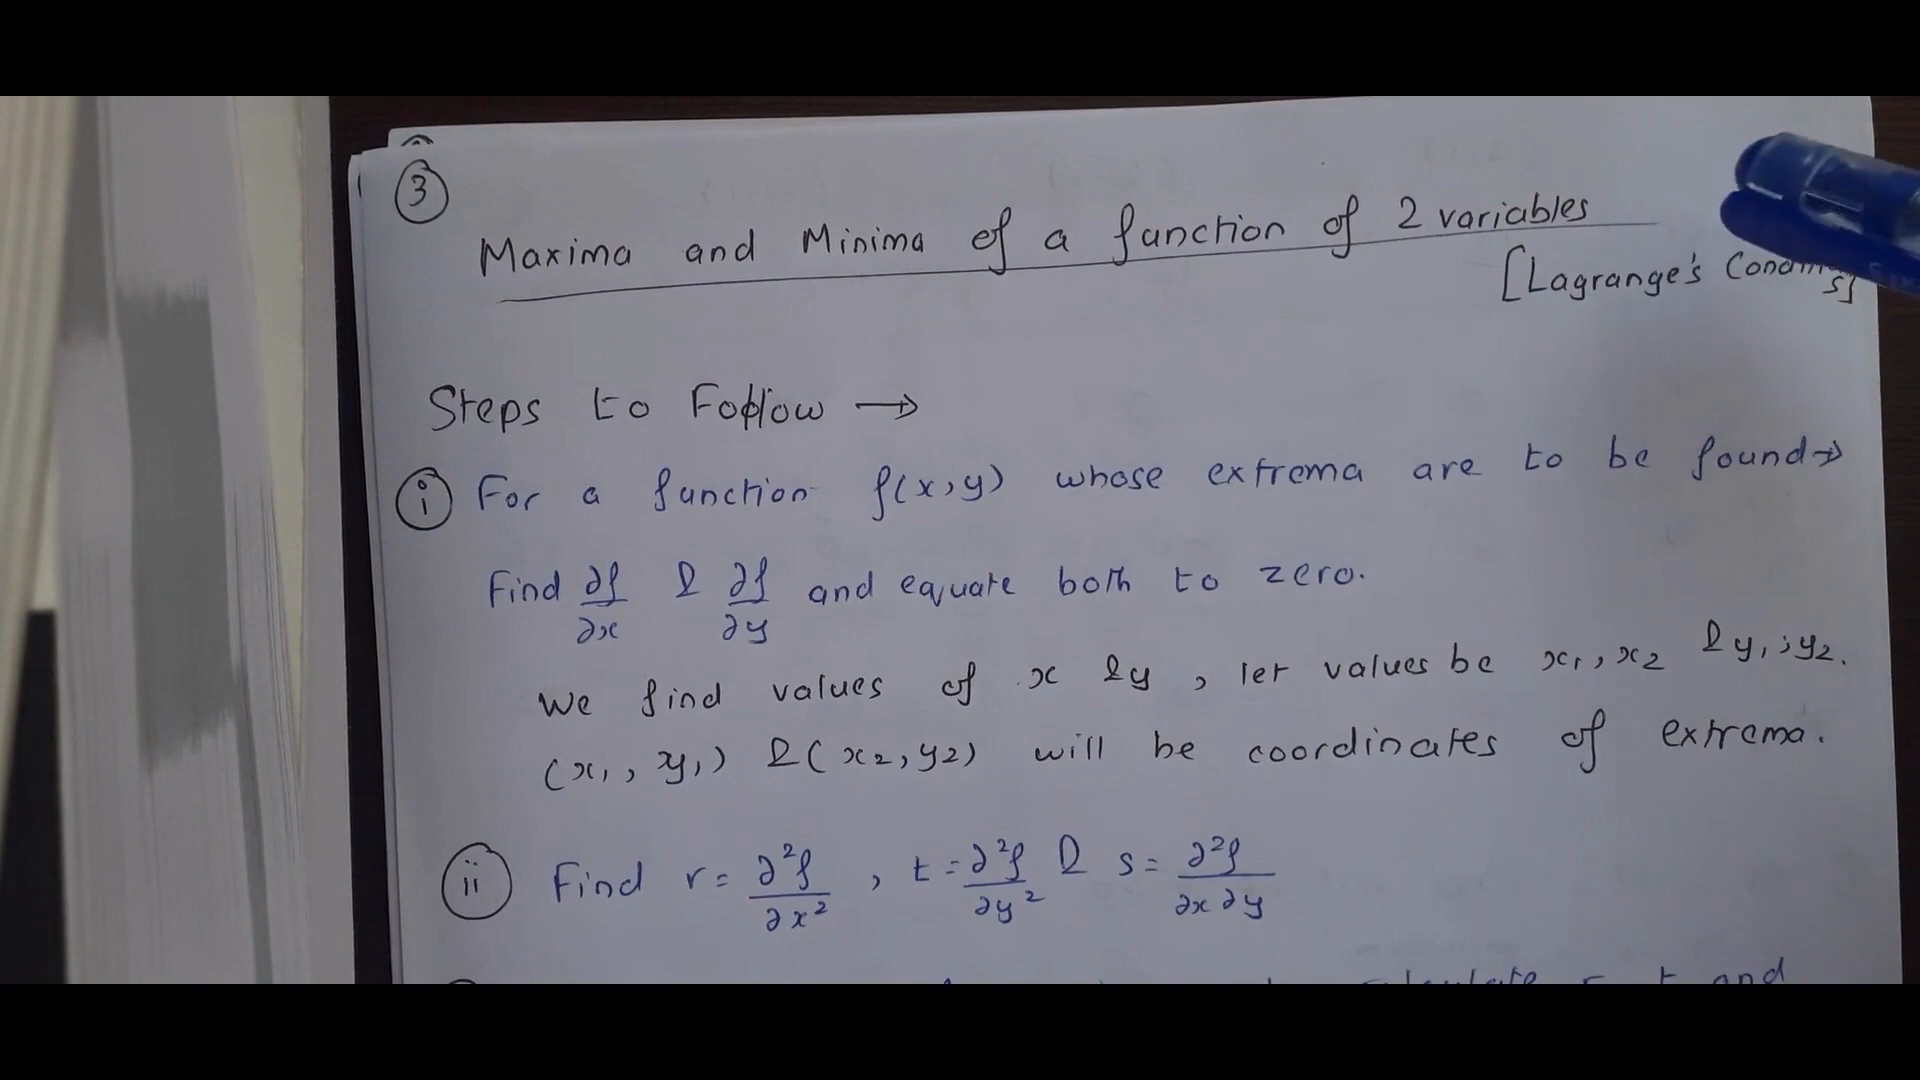 3
Maxima and Minima of a function of 2 variables
[Lagrange's
s]
Steps to Follow →
i For a function f(x,y) whose extrema are to be found→
Find ∂f/∂x & ∂f/∂y and equate both to zero.
We find values of x & y , let values be x₁, x₂ & y₁; y₂.
(x₁, y₁) & (x₂, y₂) will be coordinates of extrema.
ii Find r = ∂²f/∂x² , t = ∂²f/∂y² & s = ∂²f/∂x∂y
t and